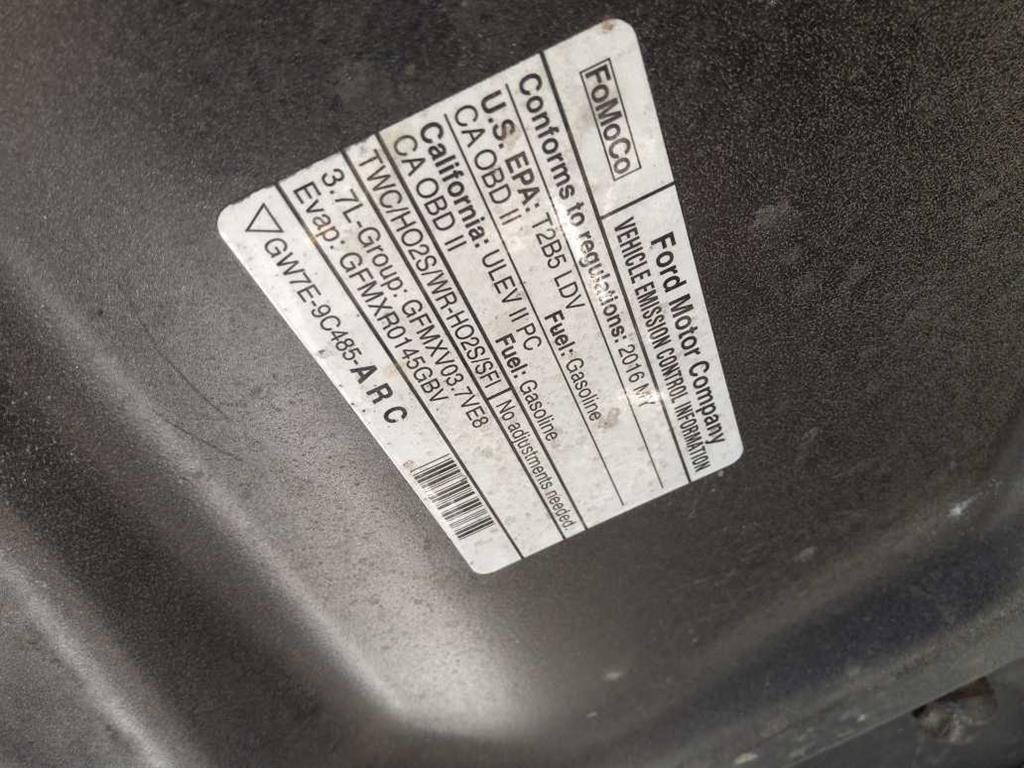 FoMoCo
Ford Motor Company
VEHICLE EMISSION CONTROL INFORMATION
Conforms to regulations: 2016 MY
U.S. EPA: T2B5 LDV Fuel: Gasoline
CA OBD II
California: ULEV II PC Fuel: Gasoline
CA OBD II
TWC/HO2S/WR-HO2S/SFI No adjustments needed.
3.7L-Group: GFMXV03.7VE8
Evap: GFMXR0145GBV
GW7E-9C485-A R C